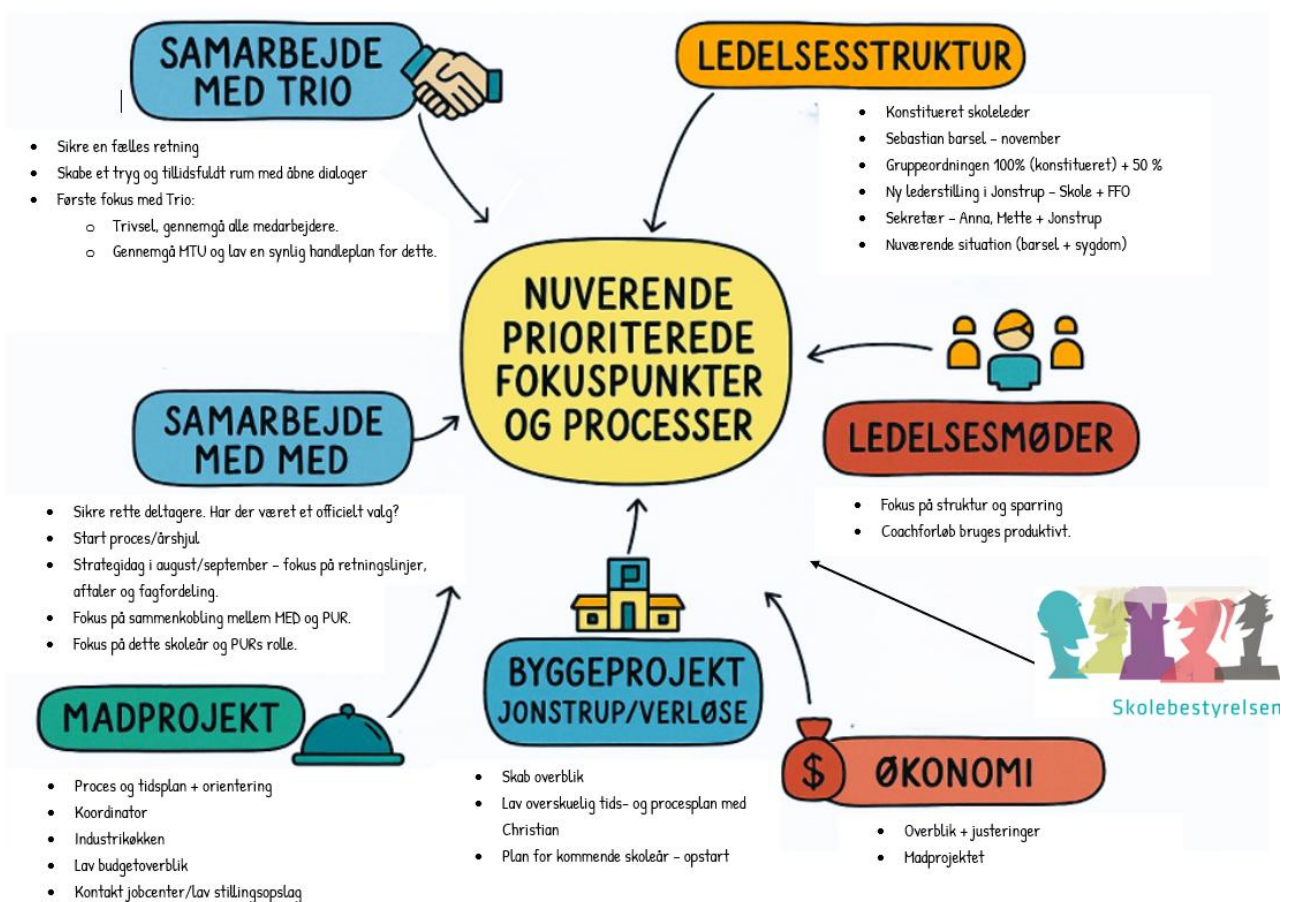 SAMARBEJDE
MED TRIO
• Sikre en fælles retning
• Skabe et tryg og tillidsfuldt rum med åbne dialoger
• Første fokus med Trio:
o Trivsel, gennemgå alle medarbejdere.
o Gennemgå MTU og lav en synlig handleplan for dette.
LEDELSESSTRUKTUR
• Konstitueret skoleleder
• Sebastian barsel – november
• Gruppeordningen 100% (konstitueret) + 50 %
• Ny lederstilling i Jonstrup – Skole + FFO
• Sekretær – Anna, Mette + Jonstrup
• Nuværende situation (barsel + sygdom)
NUVERENDE
PRIORITEREDE
FOKUSPUNKTER
OG PROCESSER
SAMARBEJDE
MED MED
• Sikre rette deltagere. Har der været et officielt valg?
• Start proces/årshjul
• Strategidag i august/september – fokus på retningslinjer,
aftaler og fagfordeling.
• Fokus på sammenkobling mellem MED og PUR.
• Fokus på dette skoleår og PURs rolle.
LEDELSESMØDER
• Fokus på struktur og sparring
• Coachforløb bruges produktivt.
Skolebestyrelsen
MADPROJEKT
• Proces og tidsplan + orientering
• Koordinator
• Industrikøkken
• Lav budgetoverblik
• Kontakt jobcenter/lav stillingsopslag
BYGGEPROJEKT
JONSTRUP/VERLØSE
• Skab overblik
• Lav overskuelig tids- og procesplan med
Christian
• Plan for kommende skoleår – opstart
$
ØKONOMI
• Overblik + justeringer
• Madprojektet